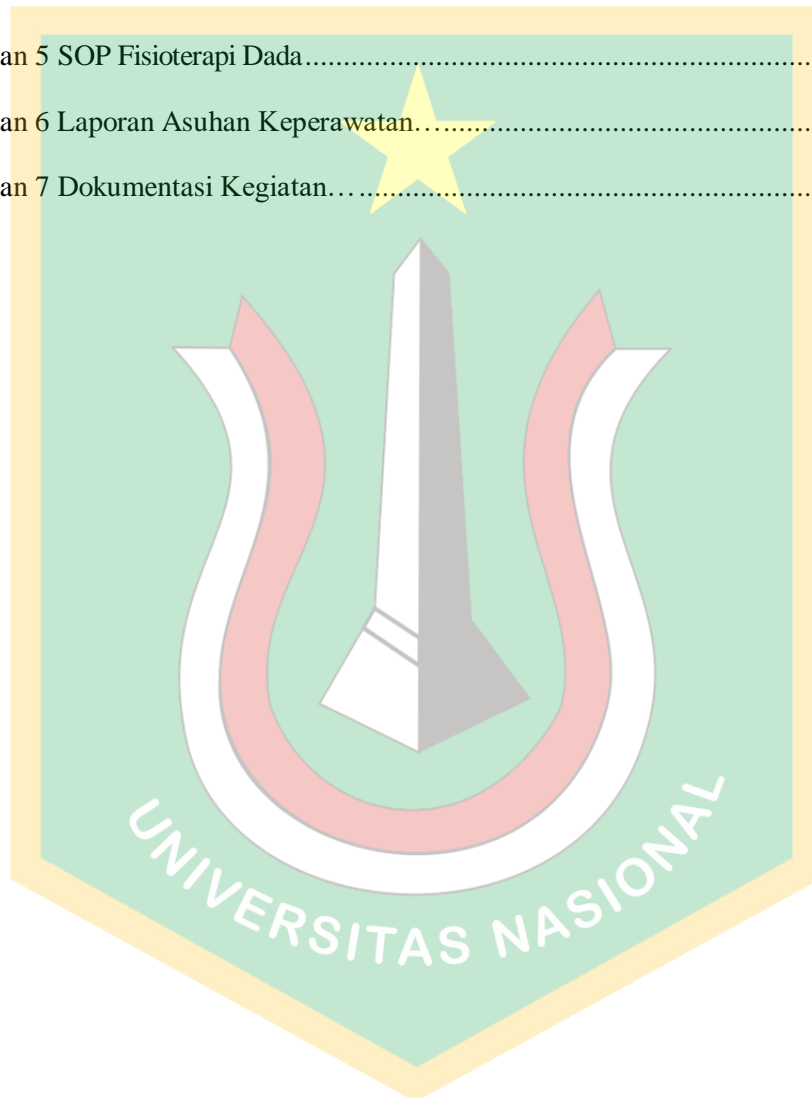 an 5 SOP Fisioterapi Dada..................................................................
an 6 Laporan Asuhan Keperawatan….................................................
an 7 Dokumentasi Kegiatan… ...........................................................
UNIVERSITAS NASIONAL